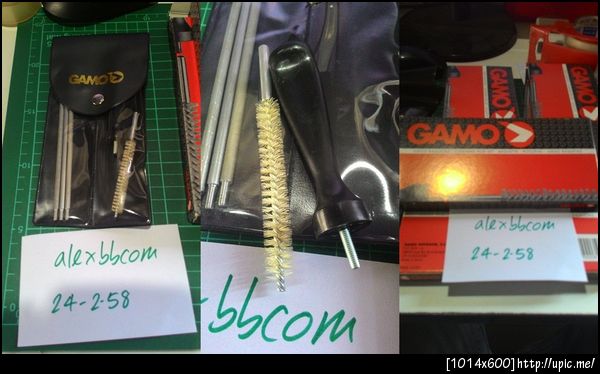 GAMO
alexbbcom
24-2-58
-bbcom
GAMO
alexbbcom
24-2-58
[1014x600]http://upic.me/